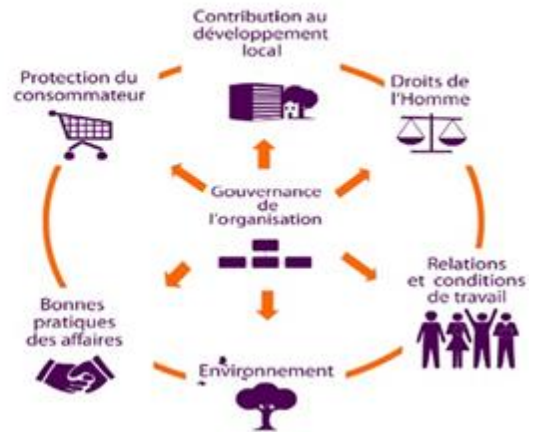 Contribution au
développement
local
Protection du
consommateur
Droits de
l'Homme
Gouvernance
de
l'organisation
Relations
et conditions
de travail
Bonnes
pratiques
des affaires
Environnement